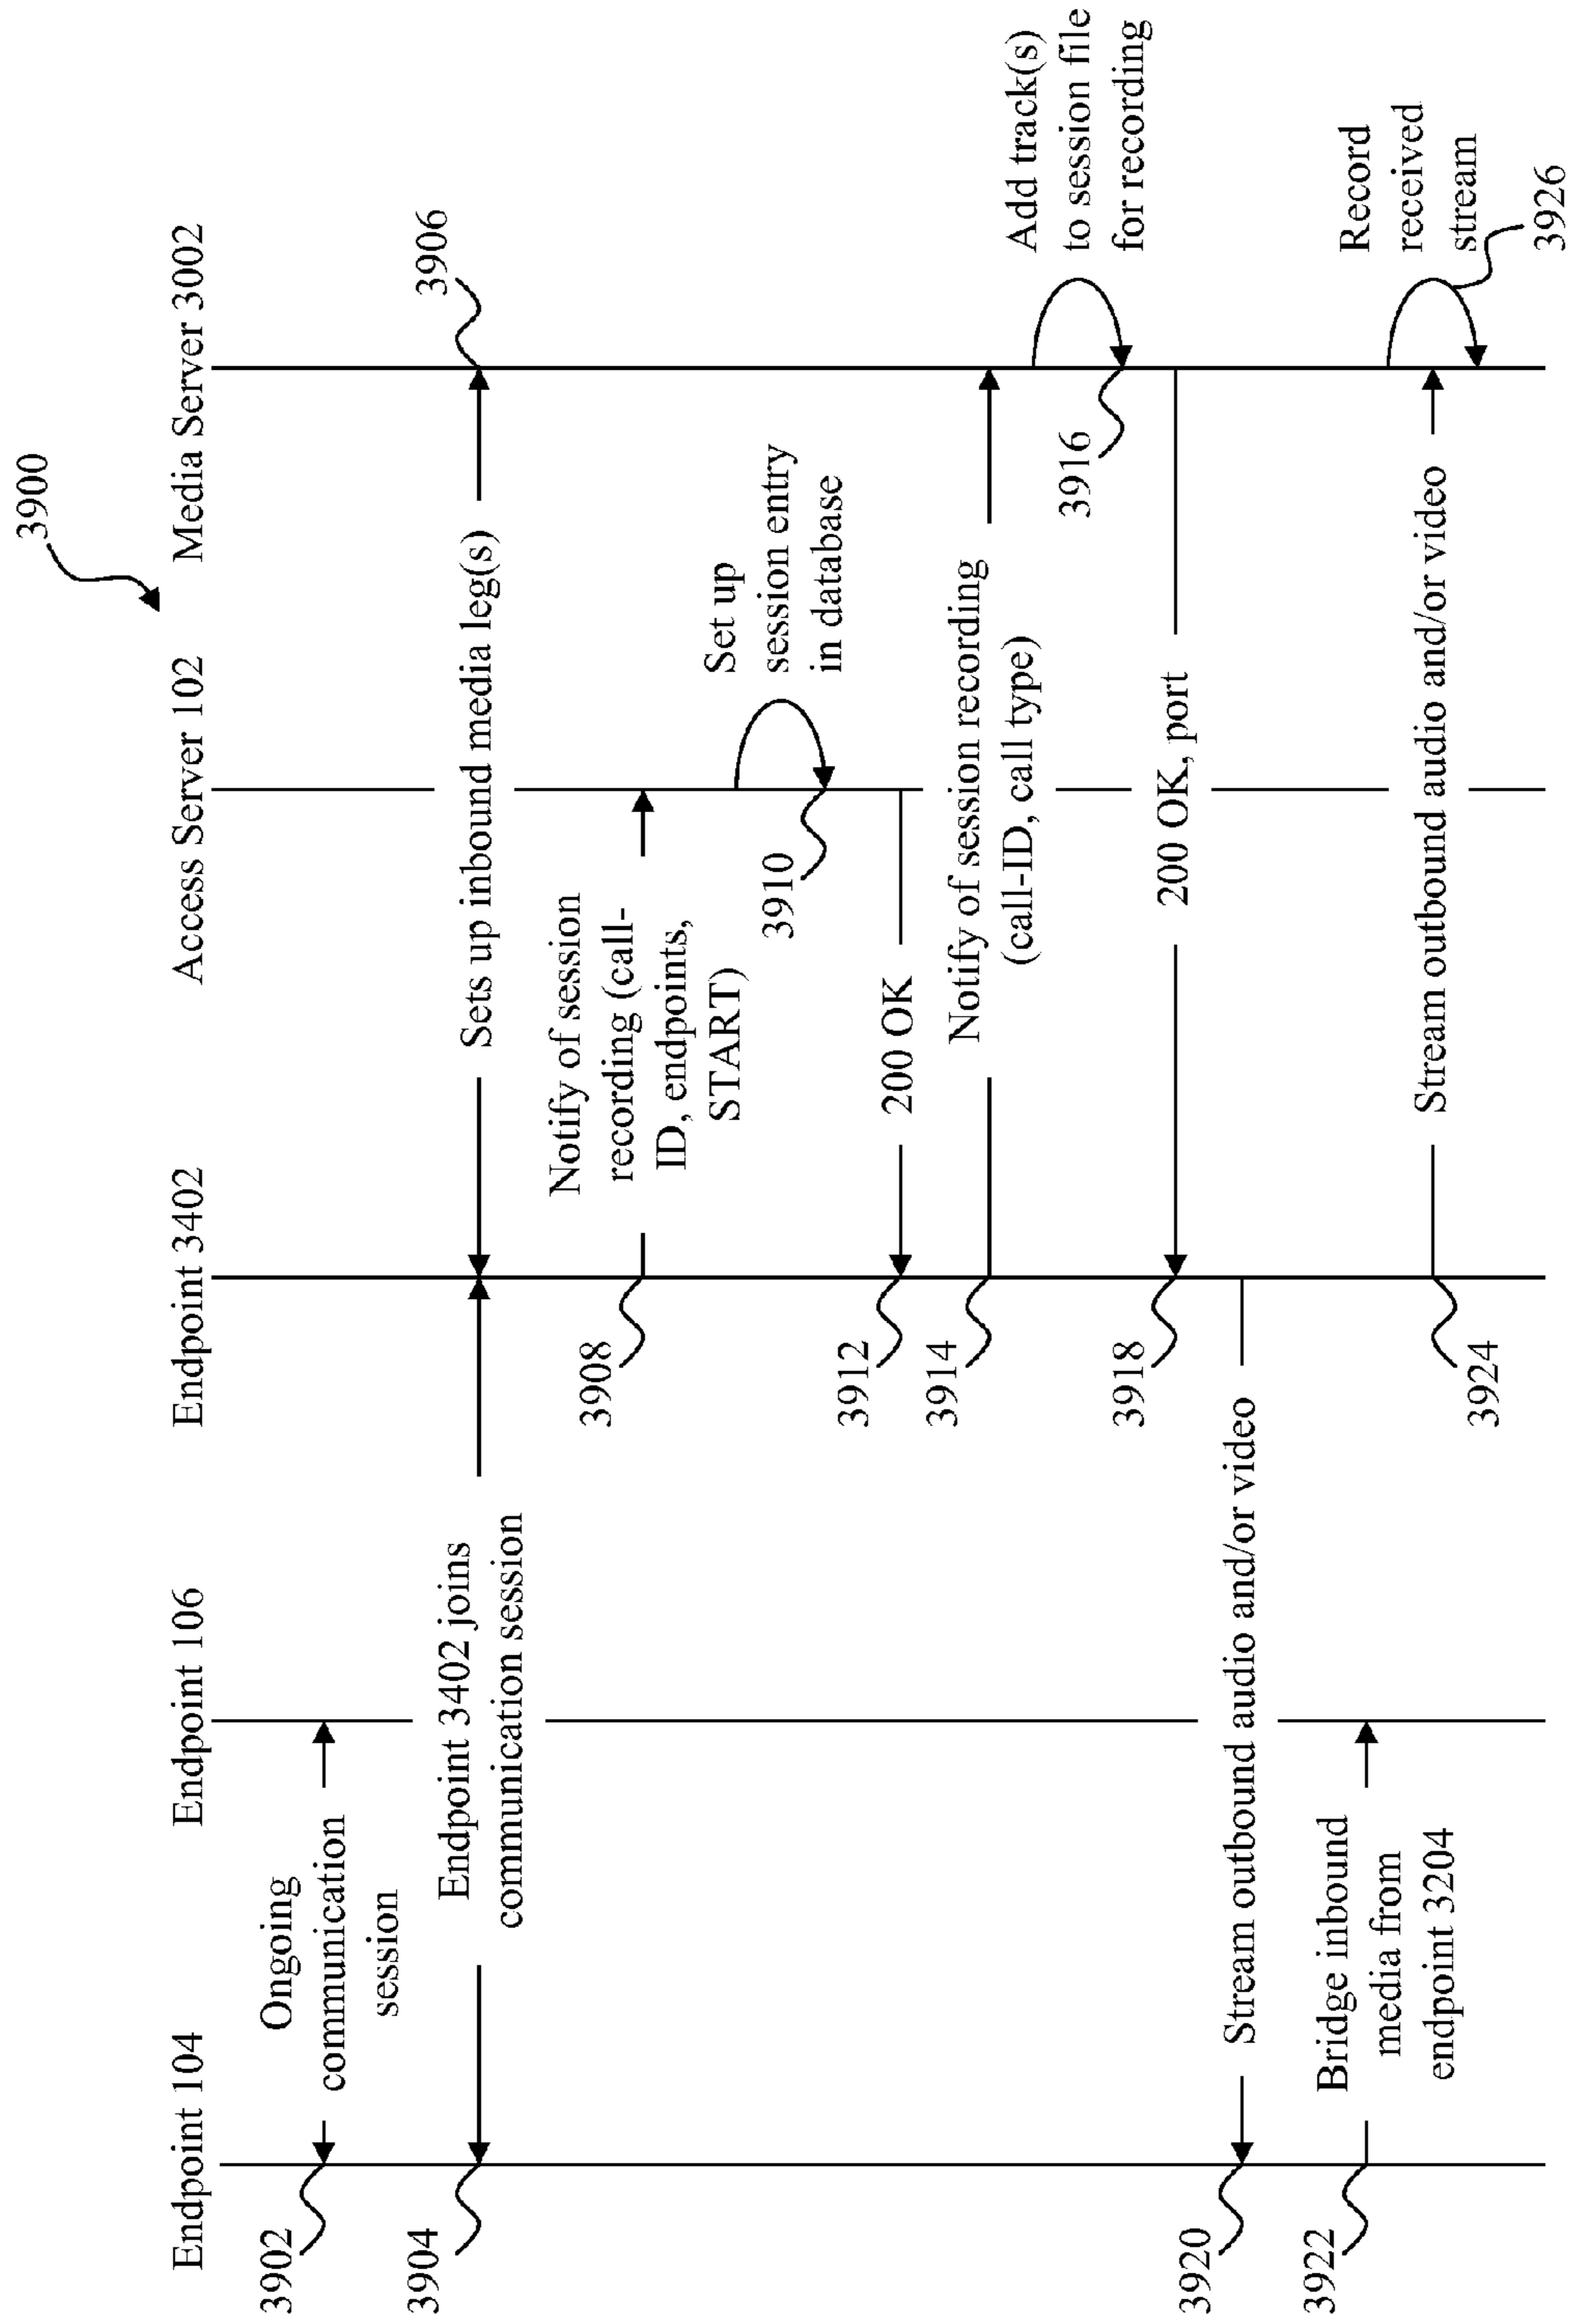 3900
Endpoint 104
Endpoint 106
Endpoint 3402
Access Server 102
Media Server 3002
3902
Ongoing
communication
session
3904
Endpoint 3402 joins
communication session
Sets up inbound media leg(s)
3906
3908
Notify of session
recording (call-
ID, endpoints,
START)
Set up
session entry
in database
3910
3912
200 OK
3914
Notify of session recording
(call-ID, call type)
Add track(s)
to session file
for recording
3916
3918
200 OK, port
3920
Stream outbound audio and/or video
3922
Bridge inbound
media from
endpoint 3204
3924
Stream outbound audio and/or video
Record
received
stream
3926